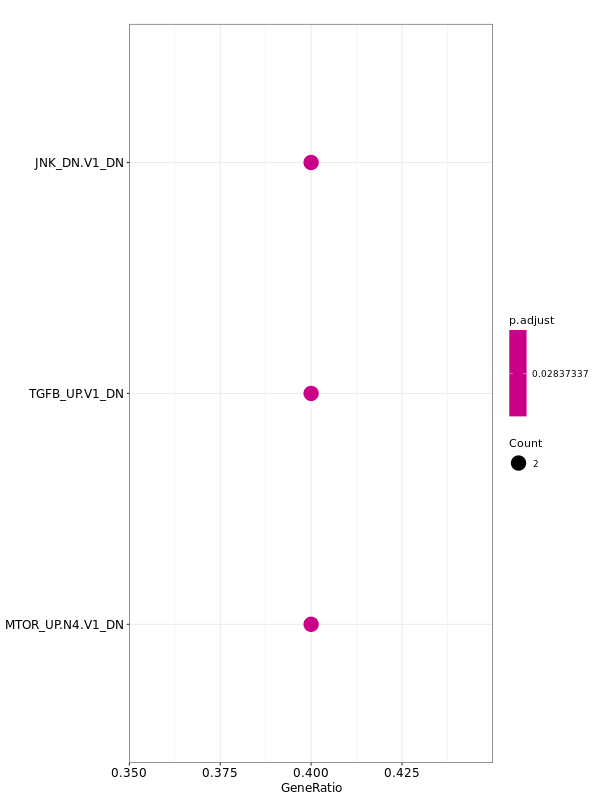 JNK_DN.V1_DN
TGFB_UP.V1_DN
MTOR_UP.N4.V1_DN
0.350 0.375 0.400 0.425
GeneRatio
p.adjust
0.02837337
Count
2